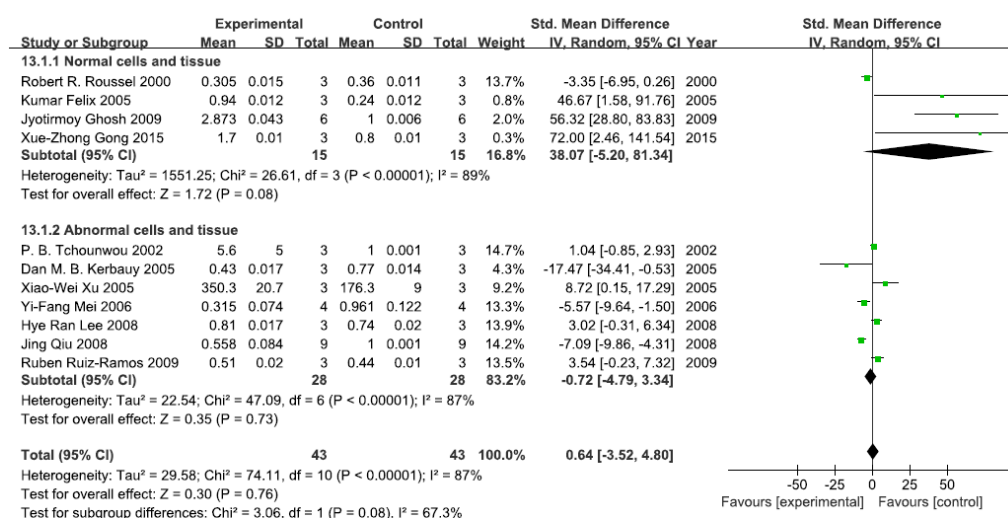 Experimental Control Std. Mean Difference Std. Mean Difference
Study or Subgroup Mean SD Total Mean SD Total Weight IV, Random, 95% CI Year IV, Random, 95% CI
13.1.1 Normal cells and tissue
Robert R. Roussel 2000 0.305 0.015 3 0.36 0.011 3 13.7% -3.35 [-6.95, 0.26] 2000
Kumar Felix 2005 0.94 0.012 3 0.24 0.012 3 0.8% 46.67 [1.58, 91.76] 2005
Jyotirmoy Ghosh 2009 2.873 0.043 6 1 0.006 6 2.0% 56.32 [28.80, 83.83] 2009
Xue-Zhong Gong 2015 1.7 0.01 3 0.8 0.01 3 0.3% 72.00 [2.46, 141.54] 2015
Subtotal (95% CI) 15 15 16.8% 38.07 [-5.20, 81.34]
Heterogeneity: Tau² = 1551.25; Chi² = 26.61, df = 3 (P < 0.00001); I² = 89%
Test for overall effect: Z = 1.72 (P = 0.08)
13.1.2 Abnormal cells and tissue
P. B. Tchounwou 2002 5.6 5 3 1 0.001 3 14.7% 1.04 [-0.85, 2.93] 2002
Dan M. B. Kerbauy 2005 0.43 0.017 3 0.77 0.014 3 4.3% -17.47 [-34.41, -0.53] 2005
Xiao-Wei Xu 2005 350.3 20.7 3 176.3 9 3 9.2% 8.72 [0.15, 17.29] 2005
Yi-Fang Mei 2006 0.315 0.074 4 0.961 0.122 4 13.3% -5.57 [-9.64, -1.50] 2006
Hye Ran Lee 2008 0.81 0.017 3 0.74 0.02 3 13.9% 3.02 [-0.31, 6.34] 2008
Jing Qiu 2008 0.558 0.084 9 1 0.001 9 14.2% -7.09 [-9.86, -4.31] 2008
Ruben Ruiz-Ramos 2009 0.51 0.02 3 0.44 0.01 3 13.5% 3.54 [-0.23, 7.32] 2009
Subtotal (95% CI) 28 28 83.2% -0.72 [-4.79, 3.34]
Heterogeneity: Tau² = 22.54; Chi² = 47.09, df = 6 (P < 0.00001); I² = 87%
Test for overall effect: Z = 0.35 (P = 0.73)
Total (95% CI) 43 43 100.0% 0.64 [-3.52, 4.80]
Heterogeneity: Tau² = 29.58; Chi² = 74.11, df = 10 (P < 0.00001); I² = 87%
Test for overall effect: Z = 0.30 (P = 0.76)
Test for subgroup differences: Chi² = 3.06, df = 1 (P = 0.08), I² = 67.3%
-50 -25 0 25 50
Favours [experimental] Favours [control]